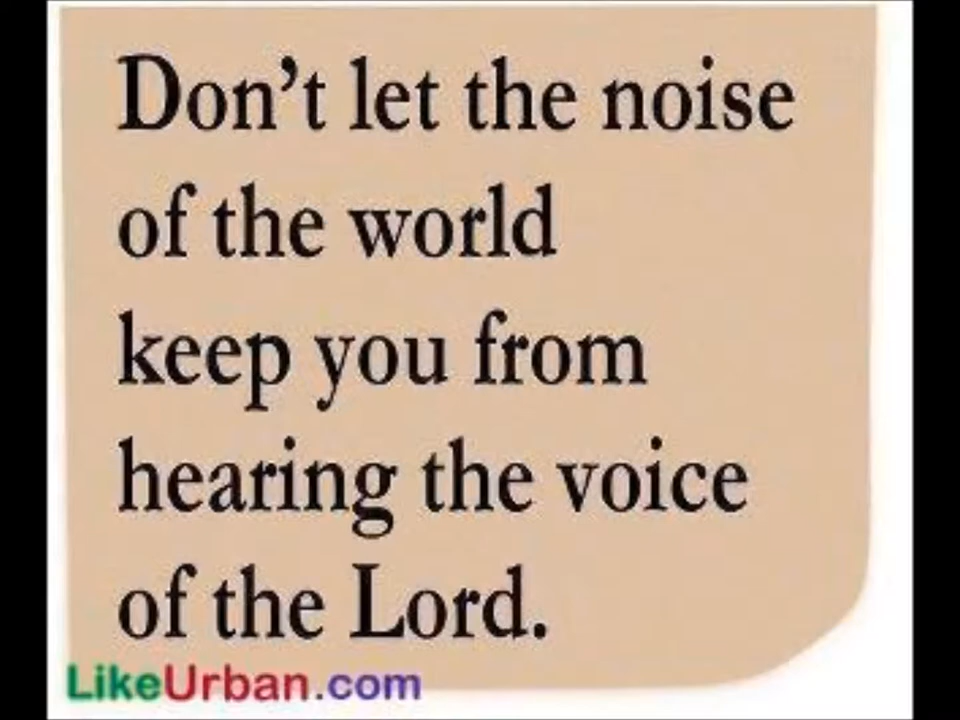 Don't let the noise
of the world
keep you from
hearing the voice
of the Lord.
LikeUrban.com